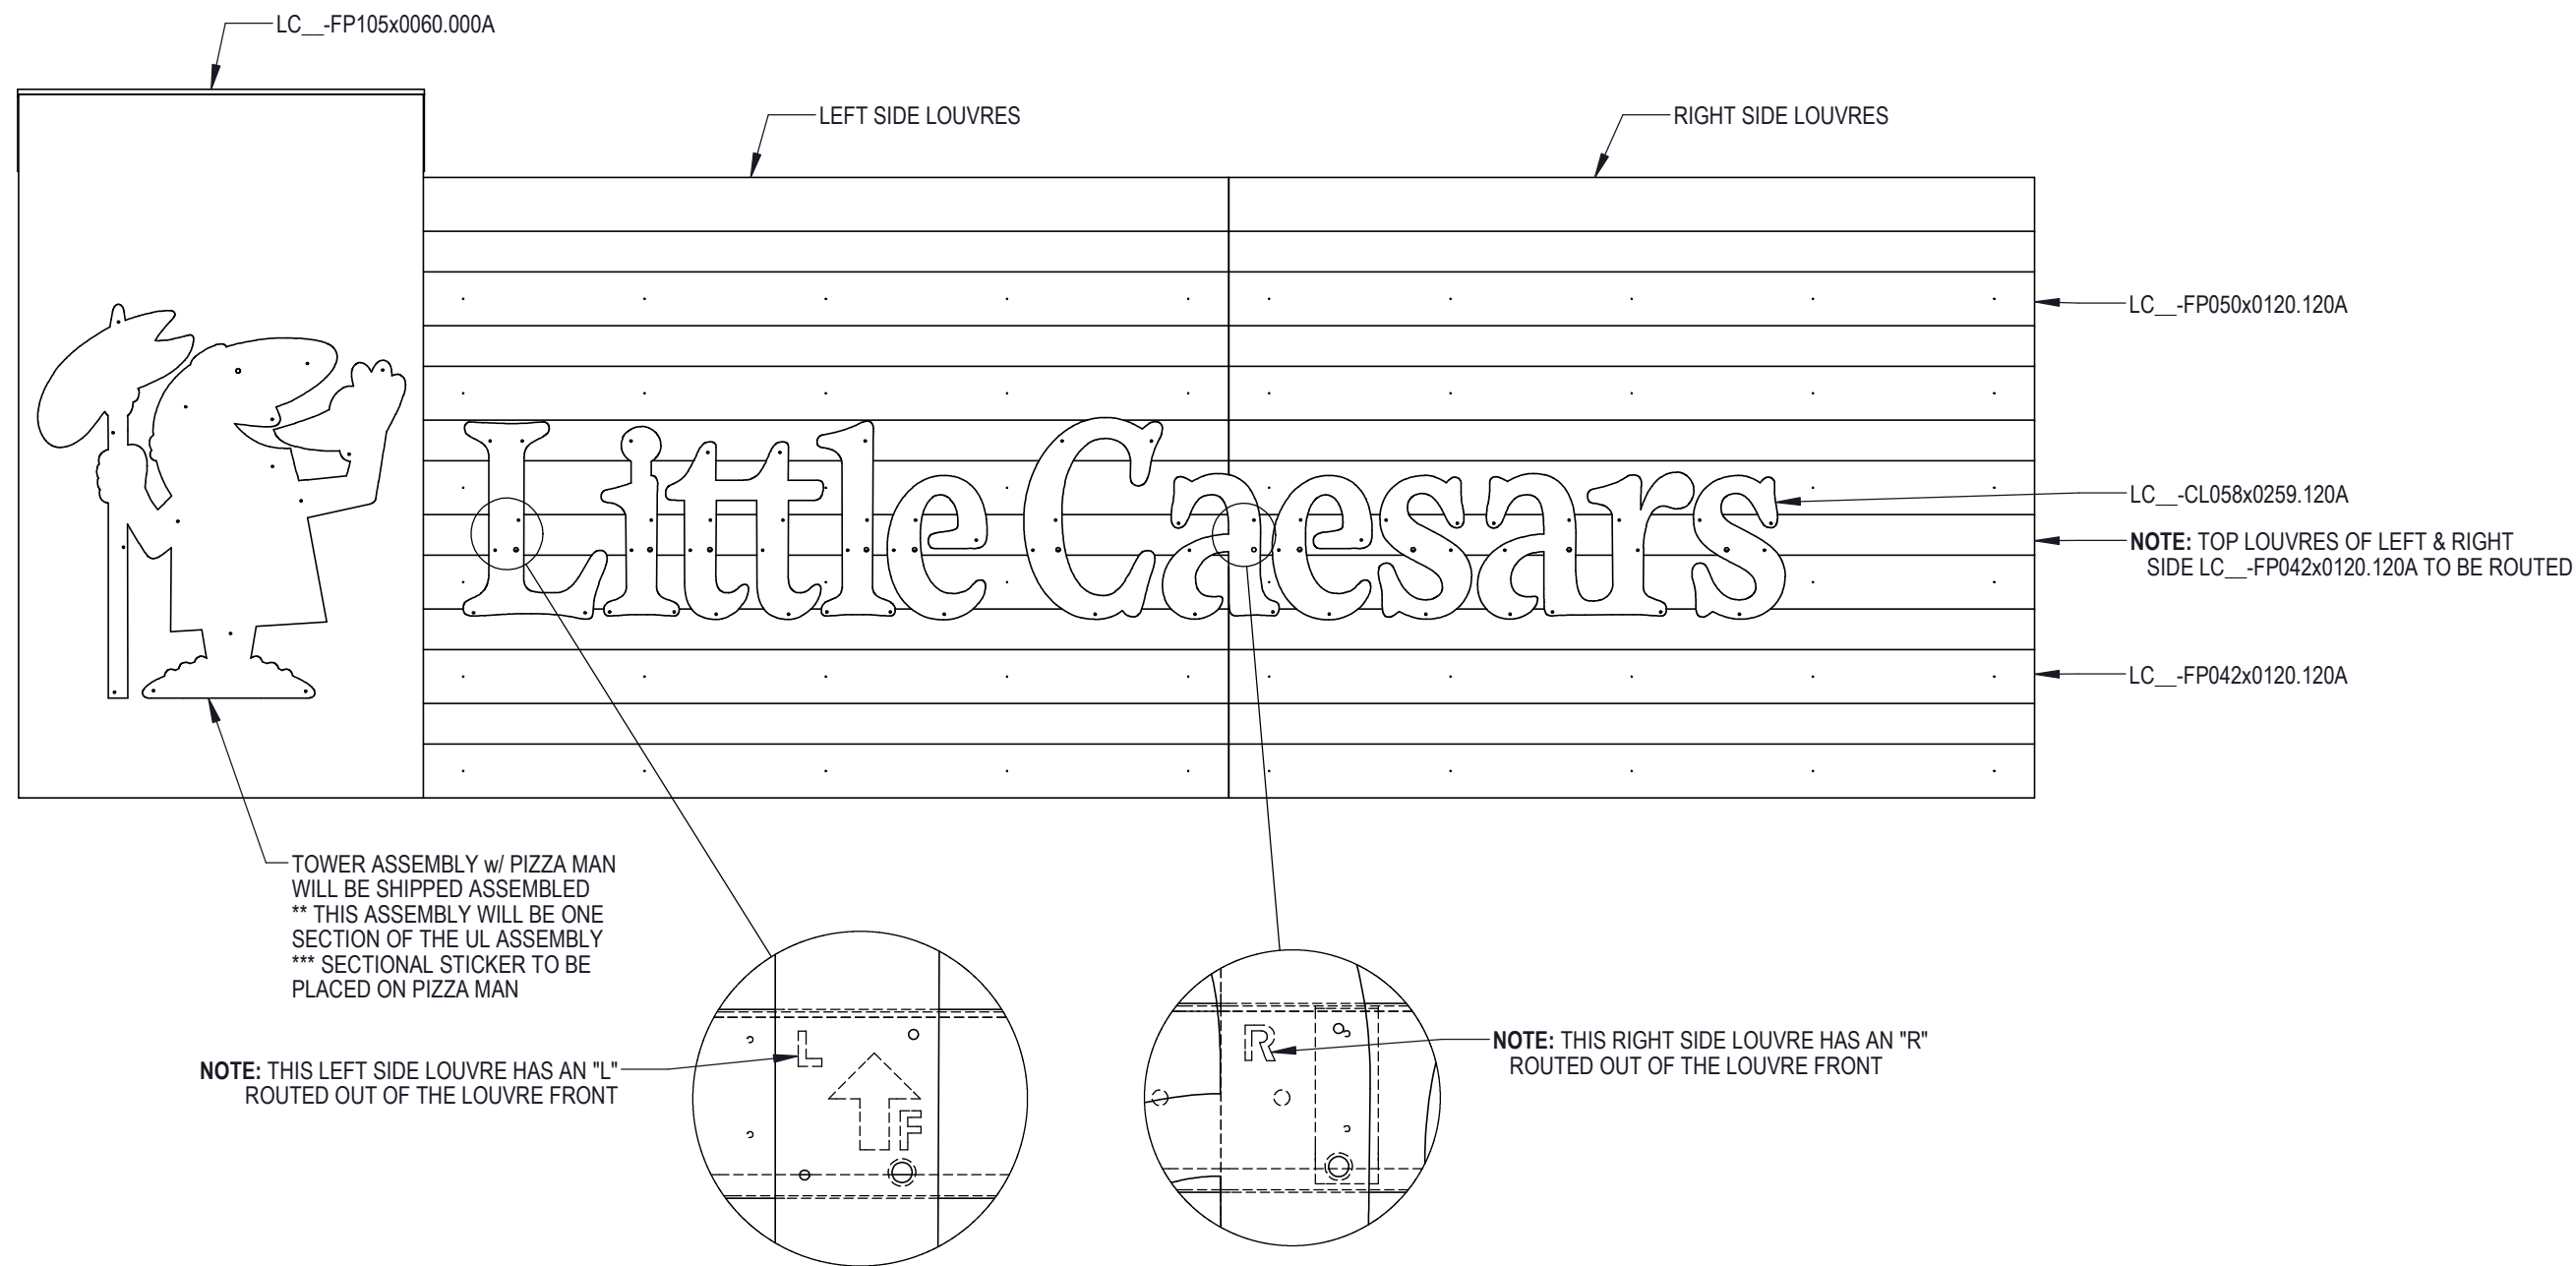 LC__-FP105x0060.000A
LEFT SIDE LOUVRES
RIGHT SIDE LOUVRES
LC__-FP050x0120.120A
Little Caesars
LC__-CL058x0259.120A
NOTE: TOP LOUVRES OF LEFT & RIGHT
SIDE LC__-FP042x0120.120A TO BE ROUTED
LC__-FP042x0120.120A
TOWER ASSEMBLY w/ PIZZA MAN
WILL BE SHIPPED ASSEMBLED
** THIS ASSEMBLY WILL BE ONE
SECTION OF THE UL ASSEMBLY
*** SECTIONAL STICKER TO BE
PLACED ON PIZZA MAN
NOTE: THIS LEFT SIDE LOUVRE HAS AN "L"
ROUTED OUT OF THE LOUVRE FRONT
L
F
R
NOTE: THIS RIGHT SIDE LOUVRE HAS AN "R"
ROUTED OUT OF THE LOUVRE FRONT